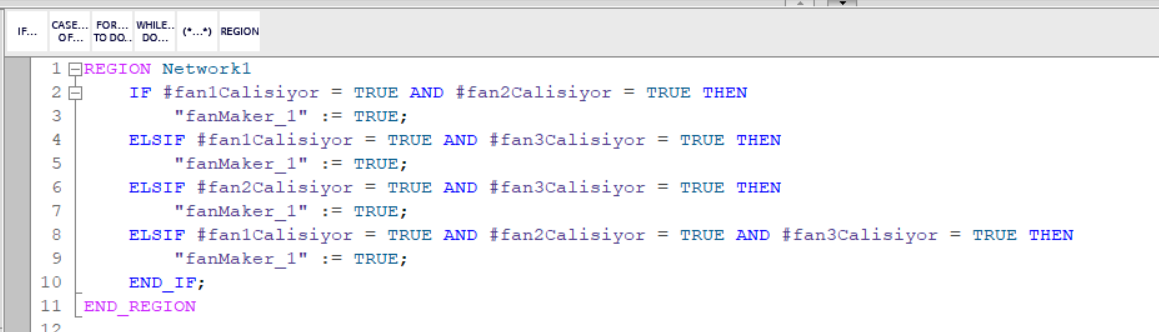 IF... CASE... OF... FOR... TO DO.. WHILE.. DO... (*...*) REGION
1 REGION Network1
2 IF #fan1Calisiyor = TRUE AND #fan2Calisiyor = TRUE THEN
3 "fanMaker_1" := TRUE;
4 ELSIF #fan1Calisiyor = TRUE AND #fan3Calisiyor = TRUE THEN
5 "fanMaker_1" := TRUE;
6 ELSIF #fan2Calisiyor = TRUE AND #fan3Calisiyor = TRUE THEN
7 "fanMaker_1" := TRUE;
8 ELSIF #fan1Calisiyor = TRUE AND #fan2Calisiyor = TRUE AND #fan3Calisiyor = TRUE THEN
9 "fanMaker_1" := TRUE;
10 END_IF;
11 END_REGION
12